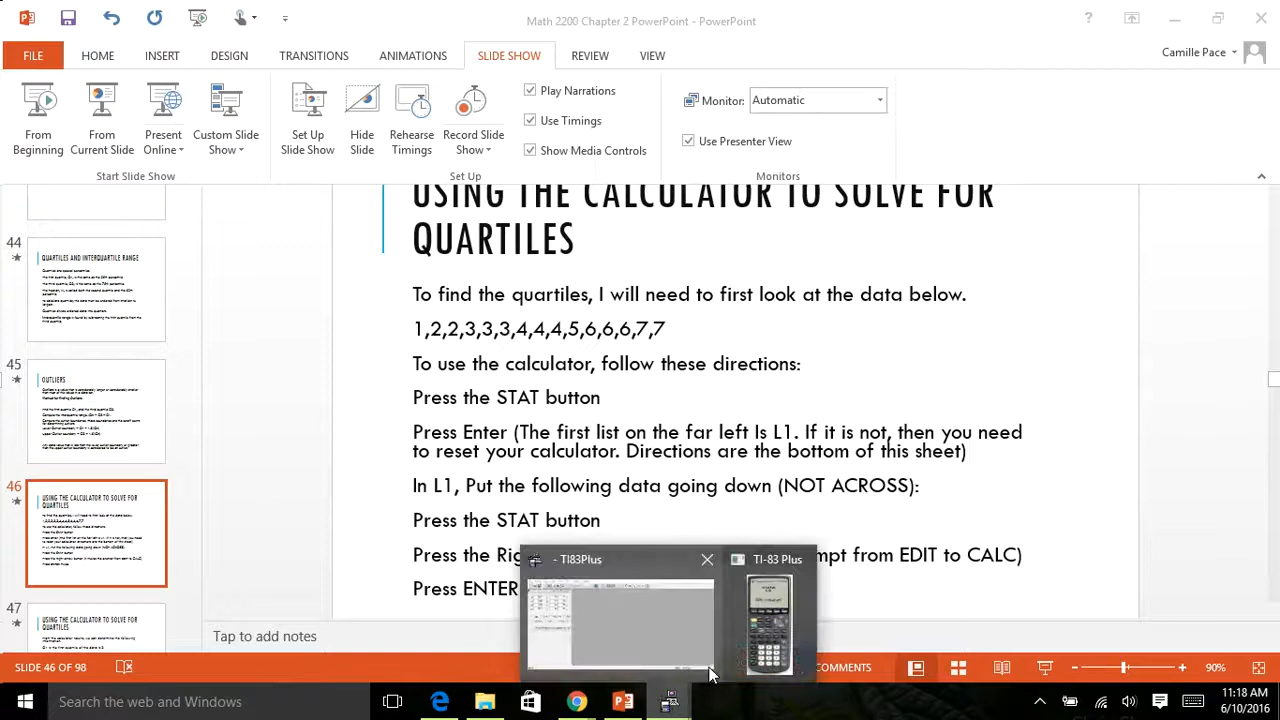 Math 2200 Chapter 2 PowerPoint - PowerPoint
FILE HOME INSERT DESIGN TRANSITIONS ANIMATIONS SLIDE SHOW REVIEW VIEW
Camille Pace
From Beginning
From Current Slide
Present Online
Custom Slide Show
Set Up Slide Show
Hide Slide
Rehearse Timings
Record Slide Show
Play Narrations
Use Timings
Show Media Controls
Monitor: Automatic
Use Presenter View
Start Slide Show
Set Up
Monitors
44
QUARTILES AND INTERQUARTILE RANGE
45
OUTLIERS
46
USING THE CALCULATOR TO SOLVE FOR
QUARTILES
47
USING THE CALCULATOR TO SOLVE FOR
QUARTILES
USING THE CALCULATOR TO SOLVE FOR
QUARTILES
To find the quartiles, I will need to first look at the data below.
1,2,2,3,3,3,4,4,4,5,6,6,6,7,7
To use the calculator, follow these directions:
Press the STAT button
Press Enter (The first list on the far left Is L1. If it is not, then you need
to reset your calculator. Directions are the bottom of this sheet)
In L1, Put the following data going down (NOT ACROSS):
Press the STAT button
Press the Rig mpt from EDIT to CALC)
Press ENTER
- TI83Plus
TI-83 Plus
Tap to add notes
SLIDE 46 OF 98
COMMENTS
90%
Search the web and Windows
11:18 AM
6/10/2016